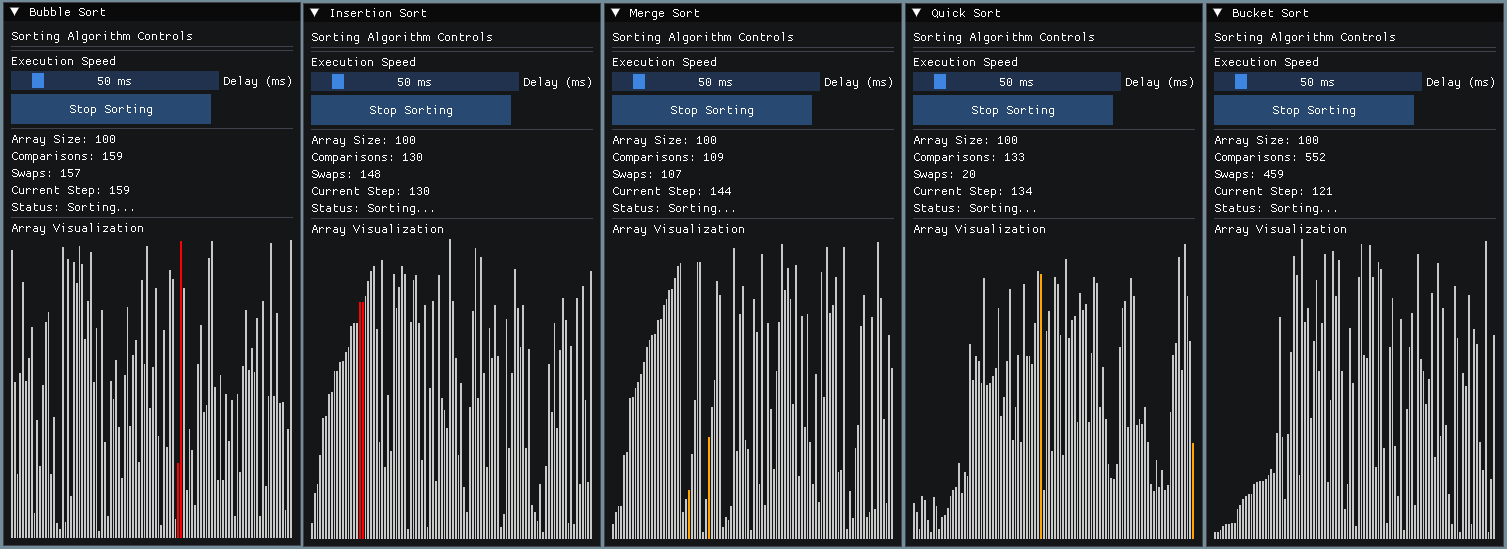 Bubble Sort
Sorting Algorithm Controls
Execution Speed
50 ms Delay (ms)
Stop Sorting
Array Size: 100
Comparisons: 159
Swaps: 157
Current Step: 159
Status: Sorting...
Array Visualization
Insertion Sort
Sorting Algorithm Controls
Execution Speed
50 ms Delay (ms)
Stop Sorting
Array Size: 100
Comparisons: 130
Swaps: 148
Current Step: 130
Status: Sorting...
Array Visualization
Merge Sort
Sorting Algorithm Controls
Execution Speed
50 ms Delay (ms)
Stop Sorting
Array Size: 100
Comparisons: 109
Swaps: 107
Current Step: 144
Status: Sorting...
Array Visualization
Quick Sort
Sorting Algorithm Controls
Execution Speed
50 ms Delay (ms)
Stop Sorting
Array Size: 100
Comparisons: 133
Swaps: 20
Current Step: 134
Status: Sorting...
Array Visualization
Bucket Sort
Sorting Algorithm Controls
Execution Speed
50 ms Delay (ms)
Stop Sorting
Array Size: 100
Comparisons: 552
Swaps: 459
Current Step: 121
Status: Sorting...
Array Visualization